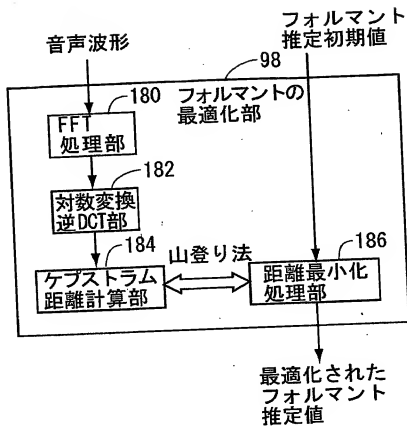 音声波形
フォルマント
推定初期値
98
180
フォルマントの
最適化部
FFT
処理部
182
対数変換
逆DCT部
184
山登り法
186
ケプストラム
距離計算部
距離最小化
処理部
最適化された
フォルマント
推定値